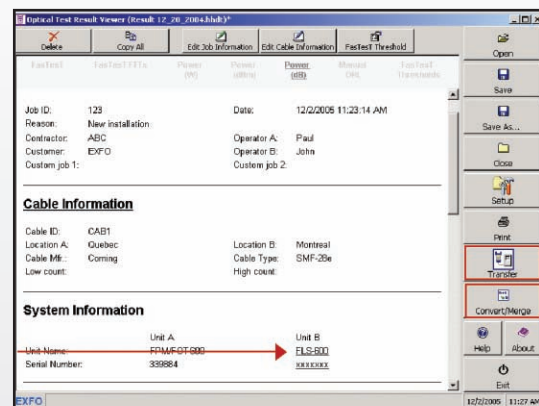 Optical Test Result Viewer (Result 12_20_2004.bhdt)*
Delete Copy All Edit Job Information Edit Cable Information FasTesT Threshold
FasTesT FasTesT FTTx Power (W) Power (dBm) Power (dB) Manual ORL FasTesT Thresholds
Job ID: 123 Date: 12/2/2005 11:23:14 AM
Reason: New installation
Contractor: ABC Operator A: Paul
Customer: EXFO Operator B: John
Custom job 1: Custom job 2:
Cable Information
Cable ID: CAB1
Location A: Quebec Location B: Montreal
Cable Mfr.: Corning Cable Type: SMF-28e
Low count: High count:
System Information
Unit A Unit B
Unit Name: FPM/FOT-600 FLS-600
Serial Number: 339884 xxxxxxx
EXFO
Open
Save
Save As...
Close
Setup
Print
Transfer
Convert/Merge
Help About
Exit
12/2/2005 11:27 AM